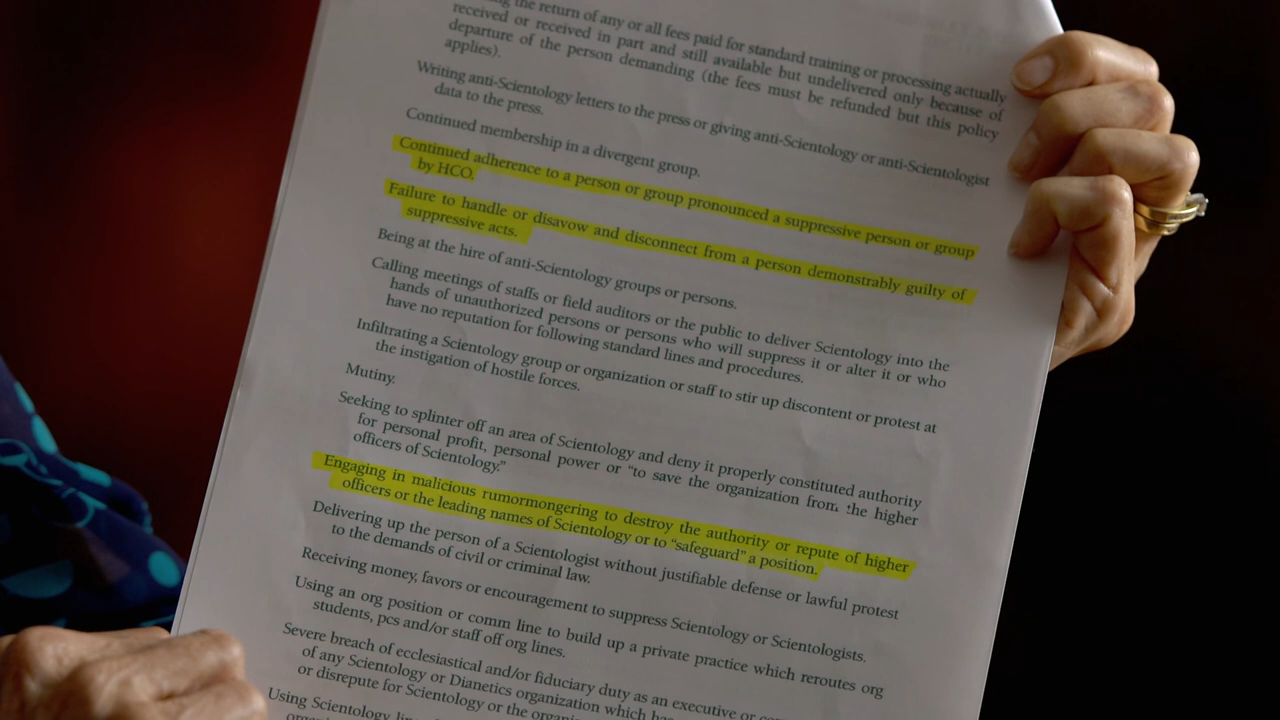 the return of any or all fees paid for standard training or processing actually
received or received in part and still available but undelivered only because of
departure of the person demanding (the fees must be refunded but this policy
applies).
Writing anti-Scientology letters to the press or giving anti-Scientology or anti-Scientologist
data to the press.
Continued membership in a divergent group.
Continued adherence to a person or group pronounced a suppressive person or group
by HCO.
Failure to handle or disavow and disconnect from a person demonstrably guilty of
suppressive acts.
Being at the hire of anti-Scientology groups or persons.
Calling meetings of staffs or field auditors or the public to deliver Scientology into the
hands of unauthorized persons or persons who will suppress it or alter it or who
have no reputation for following standard lines and procedures.
Infiltrating a Scientology group or organization or staff to stir up discontent or protest at
the instigation of hostile forces.
Mutiny.
Seeking to splinter off an area of Scientology and deny it properly constituted authority
for personal profit, personal power or "to save the organization from the higher
officers of Scientology."
Engaging in malicious rumormongering to destroy the authority or repute of higher
officers or the leading names of Scientology or to "safeguard" a position.
Delivering up the person of a Scientologist without justifiable defense or lawful protest
to the demands of civil or criminal law.
Receiving money, favors or encouragement to suppress Scientology or Scientologists.
Using an org position or comm line to build up a private practice which reroutes org
students, pcs and/or staff off org lines.
Severe breach of ecclesiastical and/or fiduciary duty as an executive or
of any Scientology or Dianetics organization which has
or disrepute for Scientology or the
Using Scientology